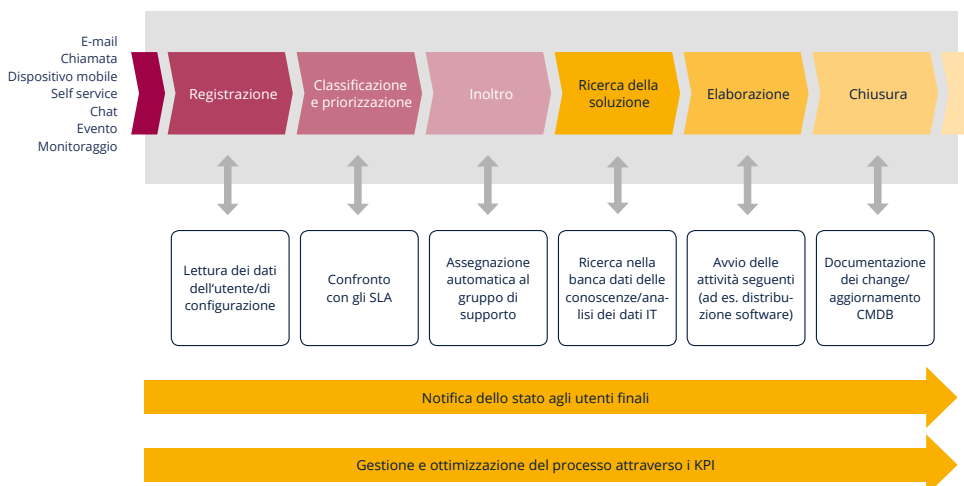 E-mail
Chiamata
Dispositivo mobile
Self service
Chat
Evento
Monitoraggio
Registrazione
Classificazione
e priorizzazione
Inoltro
Ricerca della
soluzione
Elaborazione
Chiusura
Lettura dei dati
dell‘utente/di
configurazione
Confronto
con gli SLA
Assegnazione
automatica al
gruppo di
supporto
Ricerca nella
banca dati delle
conoscenze/ana-
lisi dei dati IT
Avvio delle
attività seguenti
(ad es. distribu-
zione software)
Documentazione
dei change/
aggiornamento
CMDB
Notifica dello stato agli utenti finali
Gestione e ottimizzazione del processo attraverso i KPI